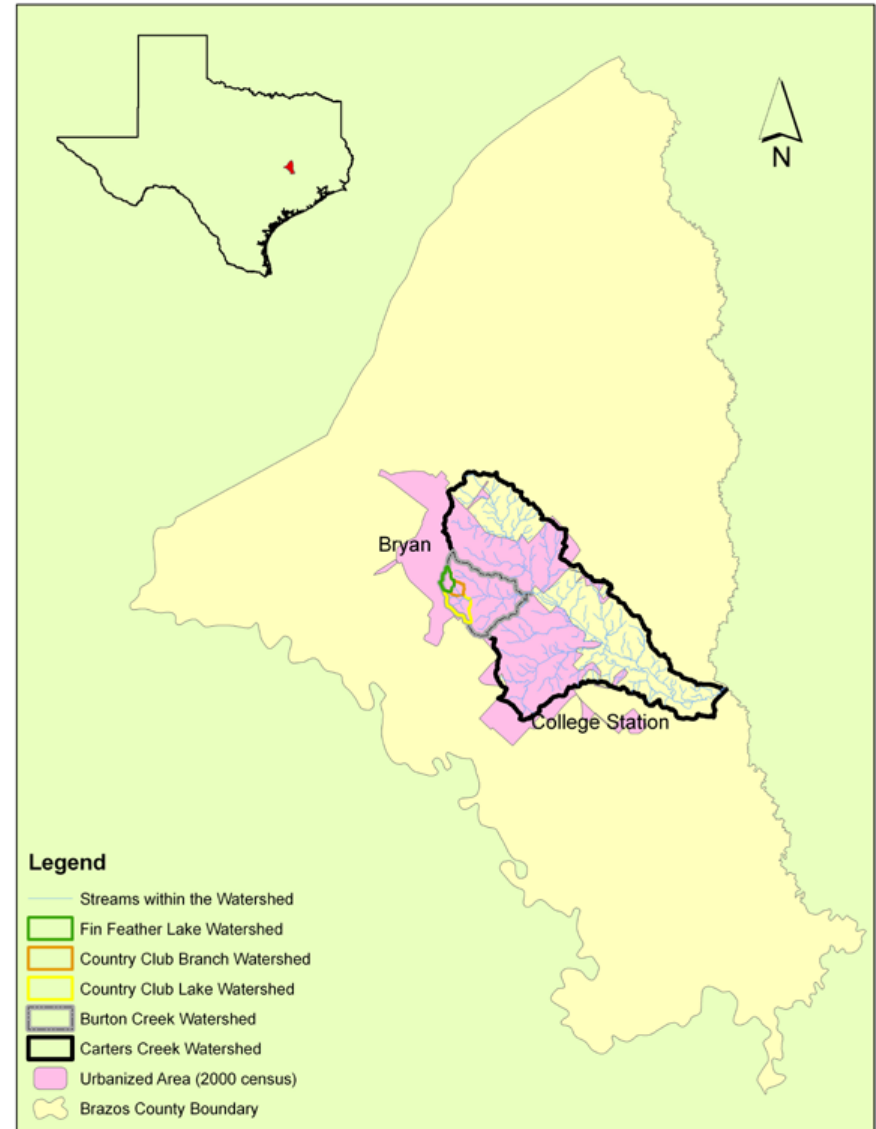 N
Bryan
College Station
Legend
Streams within the Watershed
Fin Feather Lake Watershed
Country Club Branch Watershed
Country Club Lake Watershed
Burton Creek Watershed
Carters Creek Watershed
Urbanized Area (2000 census)
Brazos County Boundary